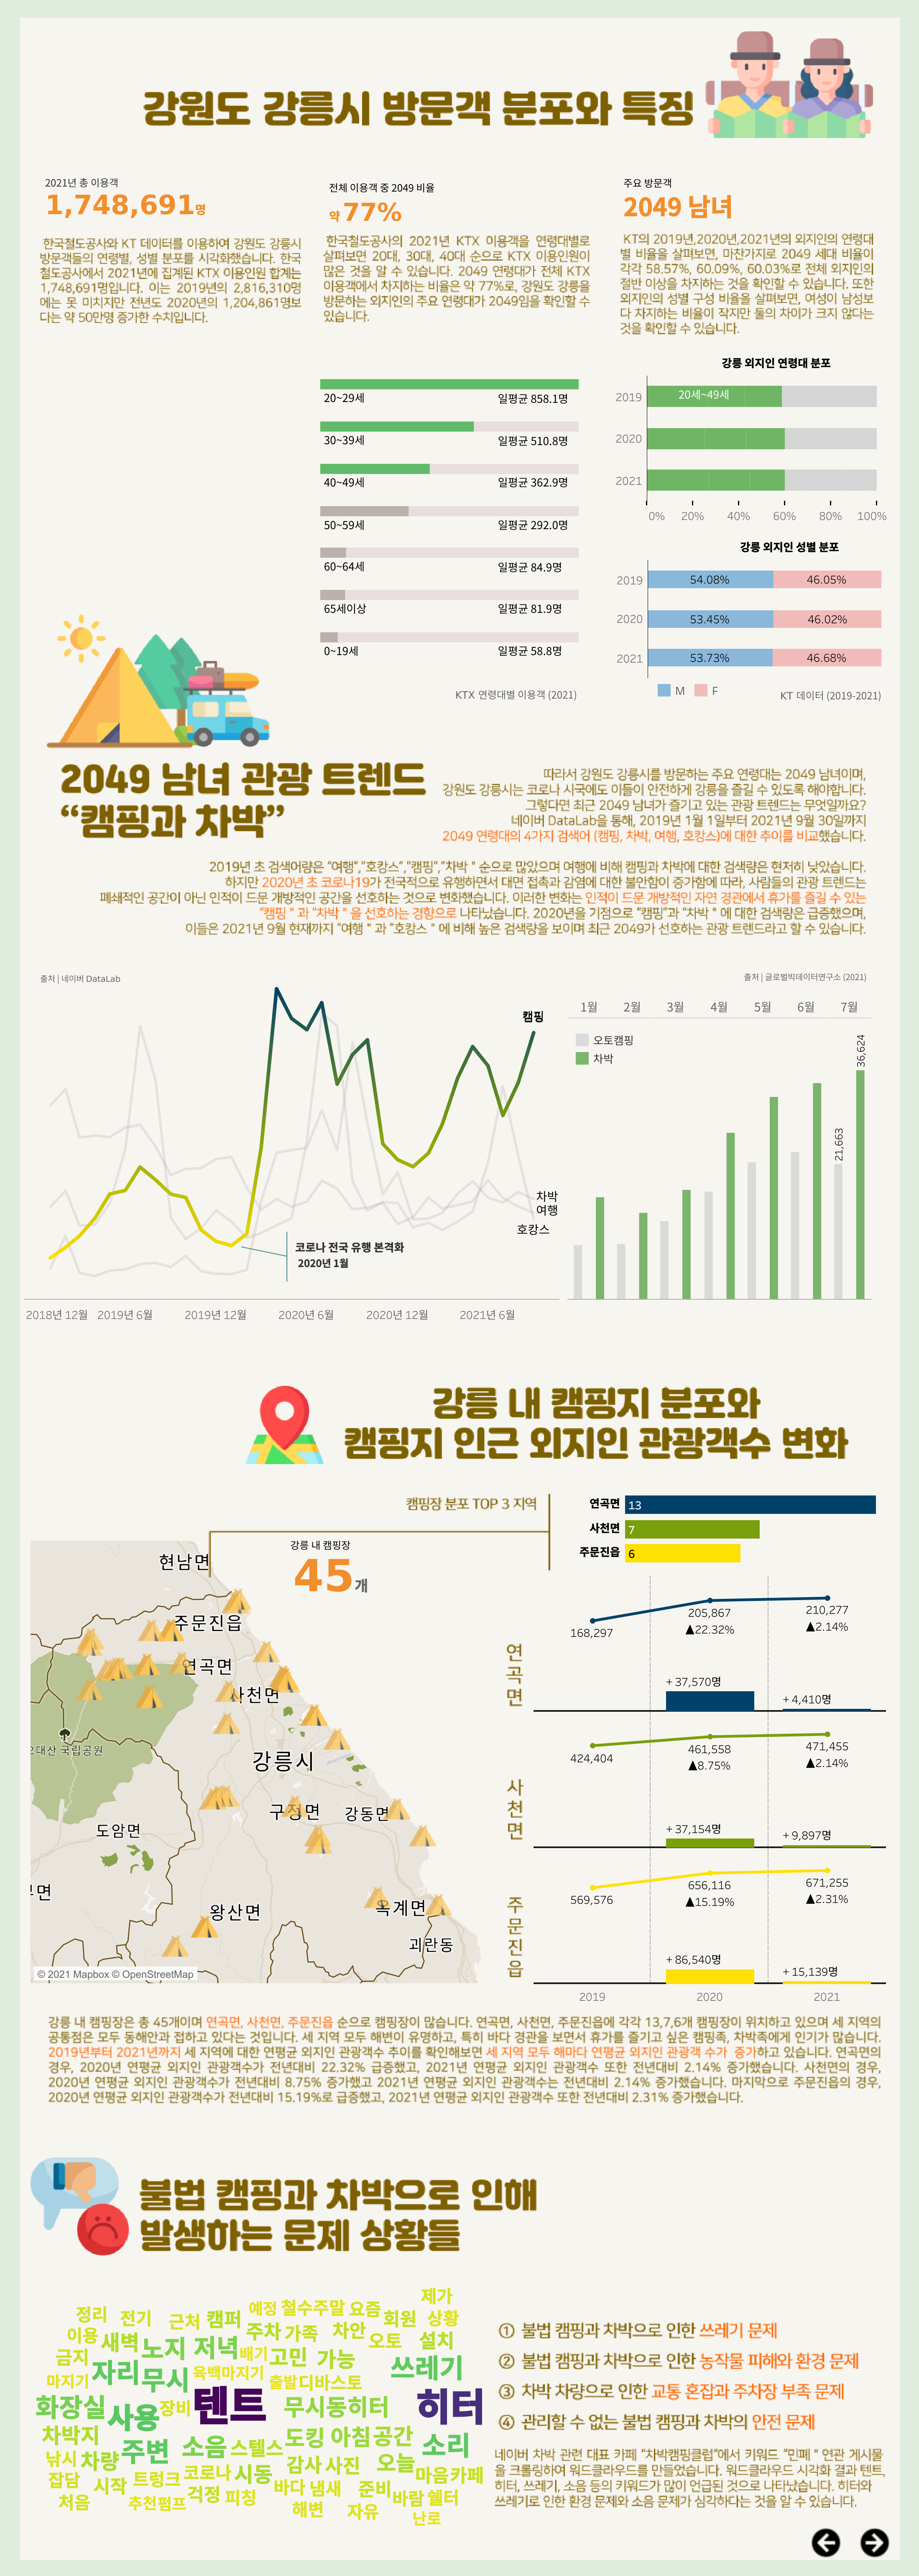 강원도 강릉시 방문객 분포와 특징
2021년 총 이용객
1,748,691명
한국철도공사와 KT 데이터를 이용하여 강원도 강릉시
방문객들의 연령별, 성별 분포를 시각화했습니다. 한국
철도공사에서 2021년에 집계된 KTX 이용인원 합계는
1,748,691명입니다. 이는 2019년의 2,816,310명
에는 못 미치지만 전년도 2020년의 1,204,861명보
다는 약 50만명 증가한 수치입니다.
전체 이용객 중 2049 비율
약 77%
한국철도공사의 2021년 KTX 이용객을 연령대별로
살펴보면 20대, 30대, 40대 순으로 KTX 이용인원이
많은 것을 알 수 있습니다. 2049 연령대가 전체 KTX
이용객에서 차지하는 비율은 약 77%로, 강원도 강릉을
방문하는 외지인의 주요 연령대가 2049임을 확인할 수
있습니다.
주요 방문객
2049 남녀
KT의 2019년,2020년,2021년의 외지인의 연령대
별 비율을 살펴보면, 마찬가지로 2049 세대 비율이
각각 58.57%, 60.09%, 60.03%로 전체 외지인의
절반 이상을 차지하는 것을 확인할 수 있습니다. 또한
외지인의 성별 구성 비율을 살펴보면, 여성이 남성보
다 차지하는 비율이 작지만 둘의 차이가 크지 않다는
것을 확인할 수 있습니다.
20~29세 일평균 858.1명
30~39세 일평균 510.8명
40~49세 일평균 362.9명
50~59세 일평균 292.0명
60~64세 일평균 84.9명
65세이상 일평균 81.9명
0~19세 일평균 58.8명
KTX 연령대별 이용객 (2021)
강릉 외지인 연령대 분포
2019 20세~49세
2020
2021
0% 20% 40% 60% 80% 100%
강릉 외지인 성별 분포
2019 54.08% 46.05%
2020 53.45% 46.02%
2021 53.73% 46.68%
M F
KT 데이터 (2019-2021)
2049 남녀 관광 트렌드
“캠핑과 차박”
따라서 강원도 강릉시를 방문하는 주요 연령대는 2049 남녀이며,
강원도 강릉시는 코로나 시국에도 이들이 안전하게 강릉을 즐길 수 있도록 해야합니다.
그렇다면 최근 2049 남녀가 즐기고 있는 관광 트렌드는 무엇일까요?
네이버 DataLab을 통해, 2019년 1월 1일부터 2021년 9월 30일까지
2049 연령대의 4가지 검색어 (캠핑, 차박, 여행, 호캉스)에 대한 추이를 비교했습니다.
2019년 초 검색어량은 “여행”,”호캉스”,”캠핑”,”차박 " 순으로 많았으며 여행에 비해 캠핑과 차박에 대한 검색량은 현저히 낮았습니다.
하지만 2020년 초 코로나19가 전국적으로 유행하면서 대면 접촉과 감염에 대한 불안함이 증가함에 따라, 사람들의 관광 트렌드는
폐쇄적인 공간이 아닌 인적이 드문 개방적인 공간을 선호하는 것으로 변화했습니다. 이러한 변화는 인적이 드문 개방적인 자연 경관에서 휴가를 즐길 수 있는
“캠핑 " 과 “차박 " 을 선호하는 경향으로 나타났습니다. 2020년을 기점으로 “캠핑”과 “차박 " 에 대한 검색량은 급증했으며,
이들은 2021년 9월 현재까지 “여행 " 과 “호캉스 " 에 비해 높은 검색량을 보이며 최근 2049가 선호하는 관광 트렌드라고 할 수 있습니다.
출처 | 네이버 DataLab
캠핑
차박
여행
호캉스
코로나 전국 유행 본격화
2020년 1월
2018년 12월 2019년 6월 2019년 12월 2020년 6월 2020년 12월 2021년 6월
출처 | 글로벌빅데이터연구소 (2021)
1월 2월 3월 4월 5월 6월 7월
오토캠핑
차박
21,663
36,624
강릉 내 캠핑지 분포와
캠핑지 인근 외지인 관광객수 변화
캠핑장 분포 TOP 3 지역
연곡면 13
사천면 7
주문진읍 6
강릉 내 캠핑장
45개
현남면
주문진읍
연곡면
사천면
오대산 국립공원
강릉시
구정면
강동면
도암면
왕산면
옥계면
괴란동
© 2021 Mapbox © OpenStreetMap
연곡면
168,297
205,867
▲22.32%
210,277
▲2.14%
+ 37,570명
+ 4,410명
사천면
424,404
461,558
▲8.75%
471,455
▲2.14%
+ 37,154명
+ 9,897명
주문진읍
569,576
656,116
▲15.19%
671,255
▲2.31%
+ 86,540명
+ 15,139명
2019 2020 2021
강릉 내 캠핑장은 총 45개이며 연곡면, 사천면, 주문진읍 순으로 캠핑장이 많습니다. 연곡면, 사천면, 주문진읍에 각각 13,7,6개 캠핑장이 위치하고 있으며 세 지역의
공통점은 모두 동해안과 접하고 있다는 것입니다. 세 지역 모두 해변이 유명하고, 특히 바다 경관을 보면서 휴가를 즐기고 싶은 캠핑족, 차박족에게 인기가 많습니다.
2019년부터 2021년까지 세 지역에 대한 연평균 외지인 관광객수 추이를 확인해보면 세 지역 모두 해마다 연평균 외지인 관광객 수가 증가하고 있습니다. 연곡면의
경우, 2020년 연평균 외지인 관광객수가 전년대비 22.32% 급증했고, 2021년 연평균 외지인 관광객수 또한 전년대비 2.14% 증가했습니다. 사천면의 경우,
2020년 연평균 외지인 관광객수가 전년대비 8.75% 증가했고 2021년 연평균 외지인 관광객수는 전년대비 2.14% 증가했습니다. 마지막으로 주문진읍의 경우,
2020년 연평균 외지인 관광객수가 전년대비 15.19%로 급증했고, 2021년 연평균 외지인 관광객수 또한 전년대비 2.31% 증가했습니다.
불법 캠핑과 차박으로 인해
발생하는 문제 상황들
제가
정리 전기 근처 캠퍼 예정 철수 주말 요즘 회원 상황
이용 새벽 노지 저녁 주차 가족 차안 오토 설치
금지 배기 고민 가능 쓰레기
마지기 자리 무시 육백마지기 출발 디바스토
화장실 사용 장비 텐트 무시동히터 히터
차박지 주변 소음 스텔스 도킹 아침 공간 소리
낚시 차량 감사 사진 오늘
잡담 시작 트렁크 코로나 시동 마음 카페
처음 추천 펌프 걱정 피칭 바다 냄새 준비 바람 쉘터
해변 자유 난로
① 불법 캠핑과 차박으로 인한 쓰레기 문제
② 불법 캠핑과 차박으로 인한 농작물 피해와 환경 문제
③ 차박 차량으로 인한 교통 혼잡과 주차장 부족 문제
④ 관리할 수 없는 불법 캠핑과 차박의 안전 문제
네이버 차박 관련 대표 카페 “차박캠핑클럽”에서 키워드 “민폐 " 연관 게시물
을 크롤링하여 워드클라우드를 만들었습니다. 워드클라우드 시각화 결과 텐트,
히터, 쓰레기, 소음 등의 키워드가 많이 언급된 것으로 나타났습니다. 히터와
쓰레기로 인한 환경 문제와 소음 문제가 심각하다는 것을 알 수 있습니다.